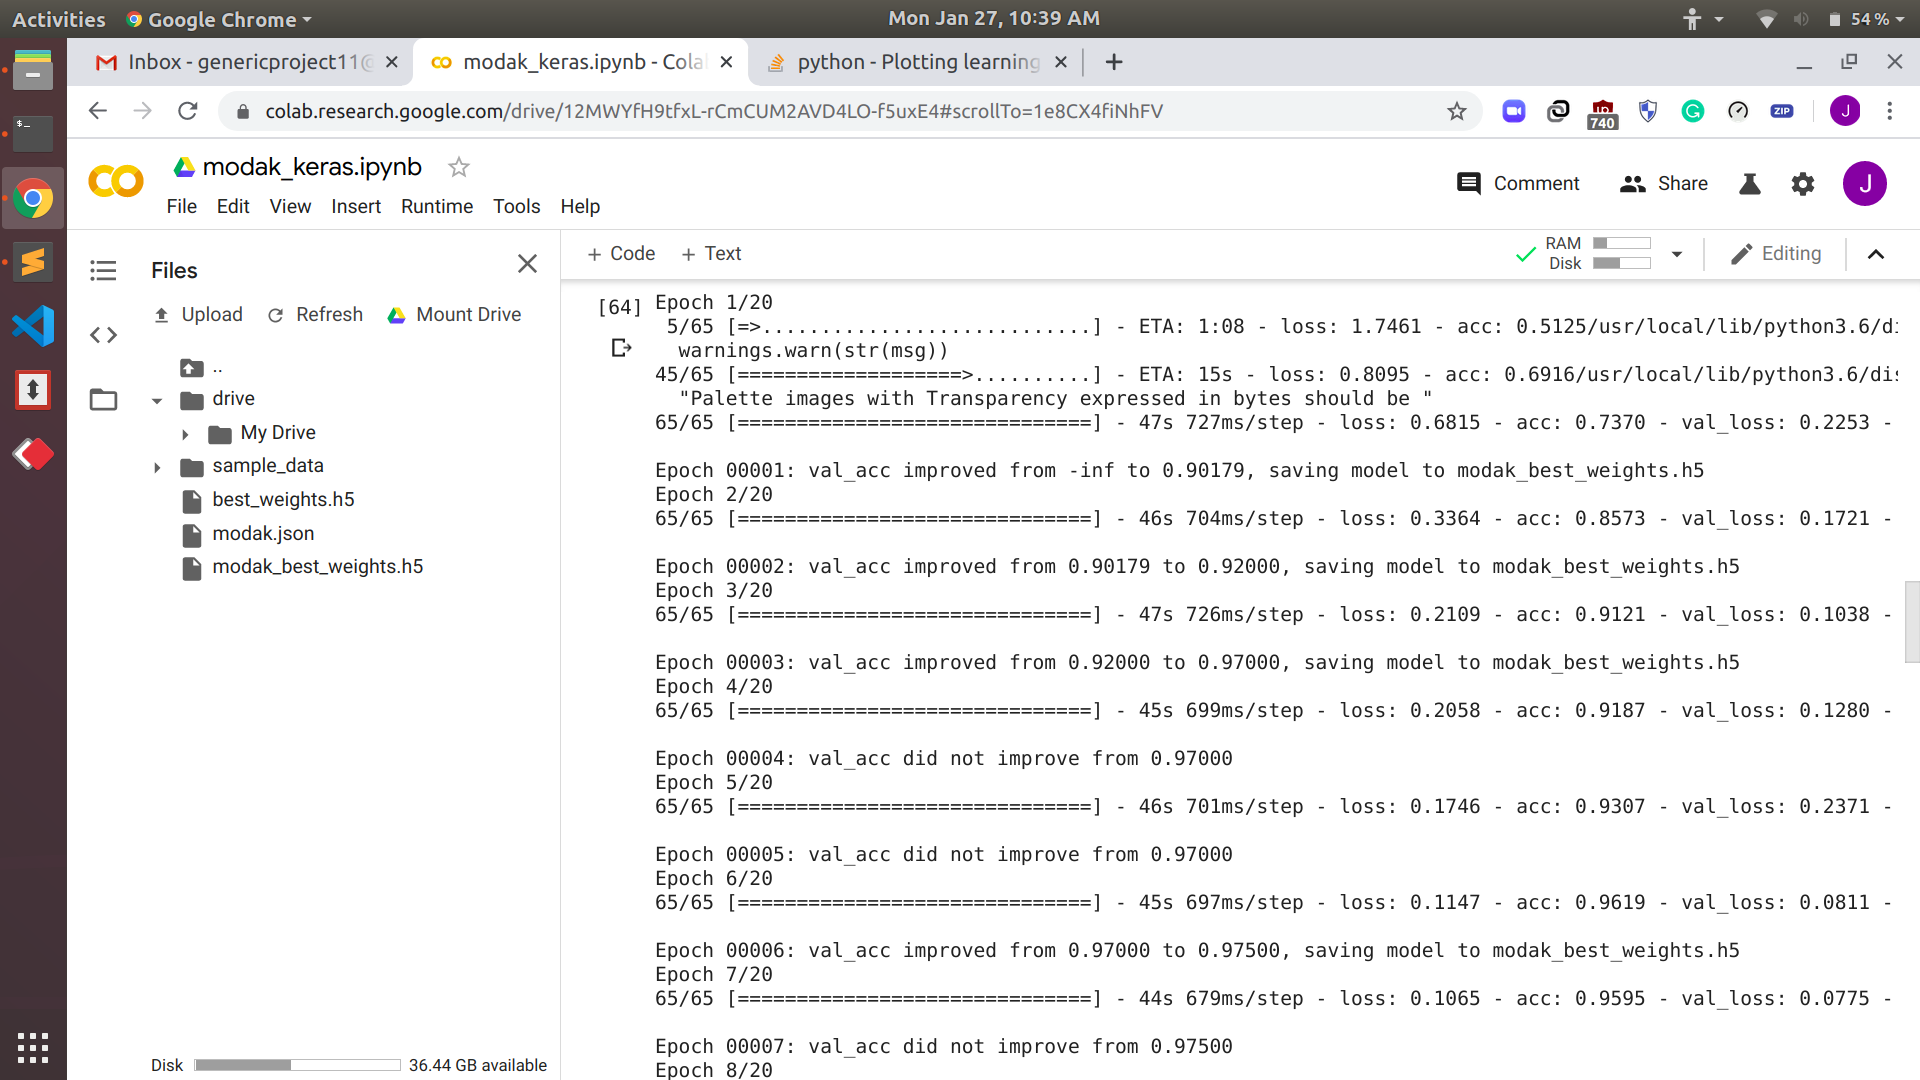 Activities Google Chrome Mon Jan 27, 10:39 AM 54 %
Inbox - genericproject11@ modak_keras.ipynb - Cola python - Plotting learning
colab.research.google.com/drive/12MWYfH9tfxL-rCmCUM2AVD4LO-f5uxE4#scrollTo=1e8CX4fiNhFV 740 ZIP J
modak_keras.ipynb
File Edit View Insert Runtime Tools Help
Comment Share J
Files
Upload Refresh Mount Drive
..
drive
My Drive
sample_data
best_weights.h5
modak.json
modak_best_weights.h5
Disk 36.44 GB available
+ Code + Text
RAM
Disk
Editing
[64] Epoch 1/20
5/65 [=>............................] - ETA: 1:08 - loss: 1.7461 - acc: 0.5125/usr/local/lib/python3.6/di
warnings.warn(str(msg))
45/65 [===================>..........] - ETA: 15s - loss: 0.8095 - acc: 0.6916/usr/local/lib/python3.6/dis
"Palette images with Transparency expressed in bytes should be "
65/65 [==============================] - 47s 727ms/step - loss: 0.6815 - acc: 0.7370 - val_loss: 0.2253 -
Epoch 00001: val_acc improved from -inf to 0.90179, saving model to modak_best_weights.h5
Epoch 2/20
65/65 [==============================] - 46s 704ms/step - loss: 0.3364 - acc: 0.8573 - val_loss: 0.1721 -
Epoch 00002: val_acc improved from 0.90179 to 0.92000, saving model to modak_best_weights.h5
Epoch 3/20
65/65 [==============================] - 47s 726ms/step - loss: 0.2109 - acc: 0.9121 - val_loss: 0.1038 -
Epoch 00003: val_acc improved from 0.92000 to 0.97000, saving model to modak_best_weights.h5
Epoch 4/20
65/65 [==============================] - 45s 699ms/step - loss: 0.2058 - acc: 0.9187 - val_loss: 0.1280 -
Epoch 00004: val_acc did not improve from 0.97000
Epoch 5/20
65/65 [==============================] - 46s 701ms/step - loss: 0.1746 - acc: 0.9307 - val_loss: 0.2371 -
Epoch 00005: val_acc did not improve from 0.97000
Epoch 6/20
65/65 [==============================] - 45s 697ms/step - loss: 0.1147 - acc: 0.9619 - val_loss: 0.0811 -
Epoch 00006: val_acc improved from 0.97000 to 0.97500, saving model to modak_best_weights.h5
Epoch 7/20
65/65 [==============================] - 44s 679ms/step - loss: 0.1065 - acc: 0.9595 - val_loss: 0.0775 -
Epoch 00007: val_acc did not improve from 0.97500
Epoch 8/20